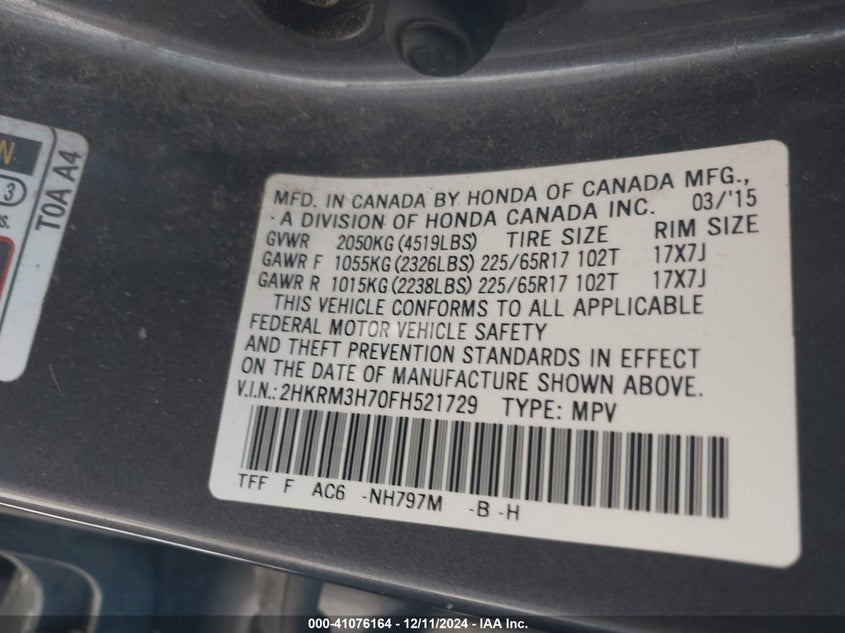 N
3
s.
TOA A4
MFD. IN CANADA BY HONDA OF CANADA MFG.,
A DIVISION OF HONDA CANADA INC. 03/'15
GVWR 2050KG (4519LBS) TIRE SIZE RIM SIZE
GAWR F 1055KG (2326LBS) 225/65R17 102T 17X7J
GAWR R 1015KG (2238LBS) 225/65R17 102T 17X7J
THIS VEHICLE CONFORMS TO ALL APPLICABLE
FEDERAL MOTOR VEHICLE SAFETY
AND THEFT PREVENTION STANDARDS IN EFFECT
ON THE DATE OF MANUFACTURE SHOWN ABOVE.
V.I.N.: 2HKRM3H70FH521729 TYPE: MPV
TFF F AC6 -NH797M -B -H
000-41076164 - 12/11/2024 - IAA Inc.